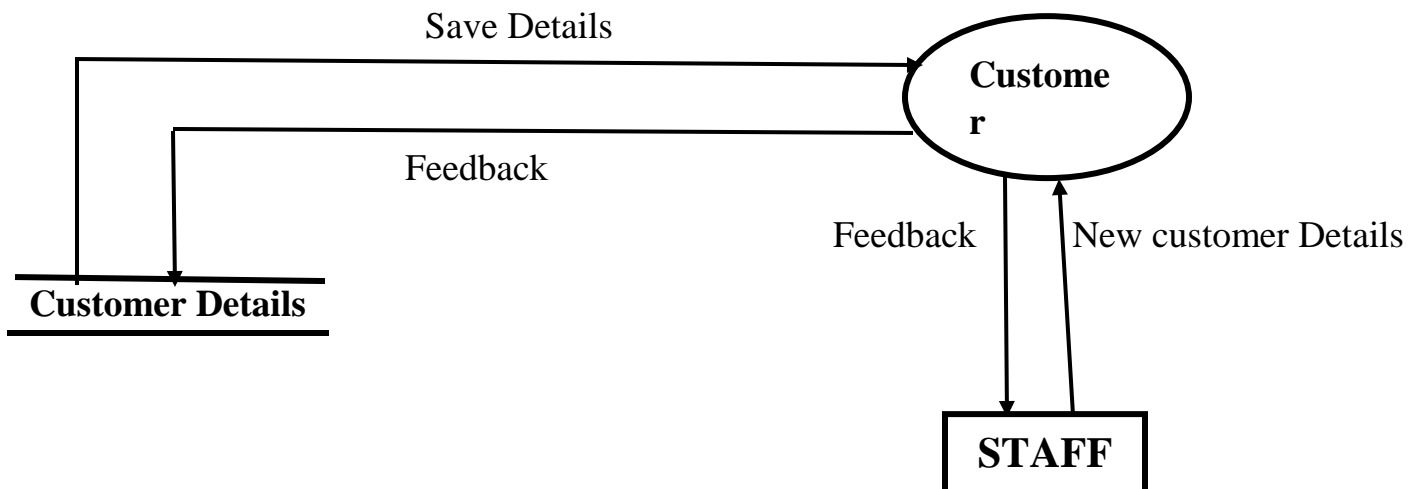 Save Details
Custome
r
Feedback
Feedback
New customer Details
Customer Details
STAFF